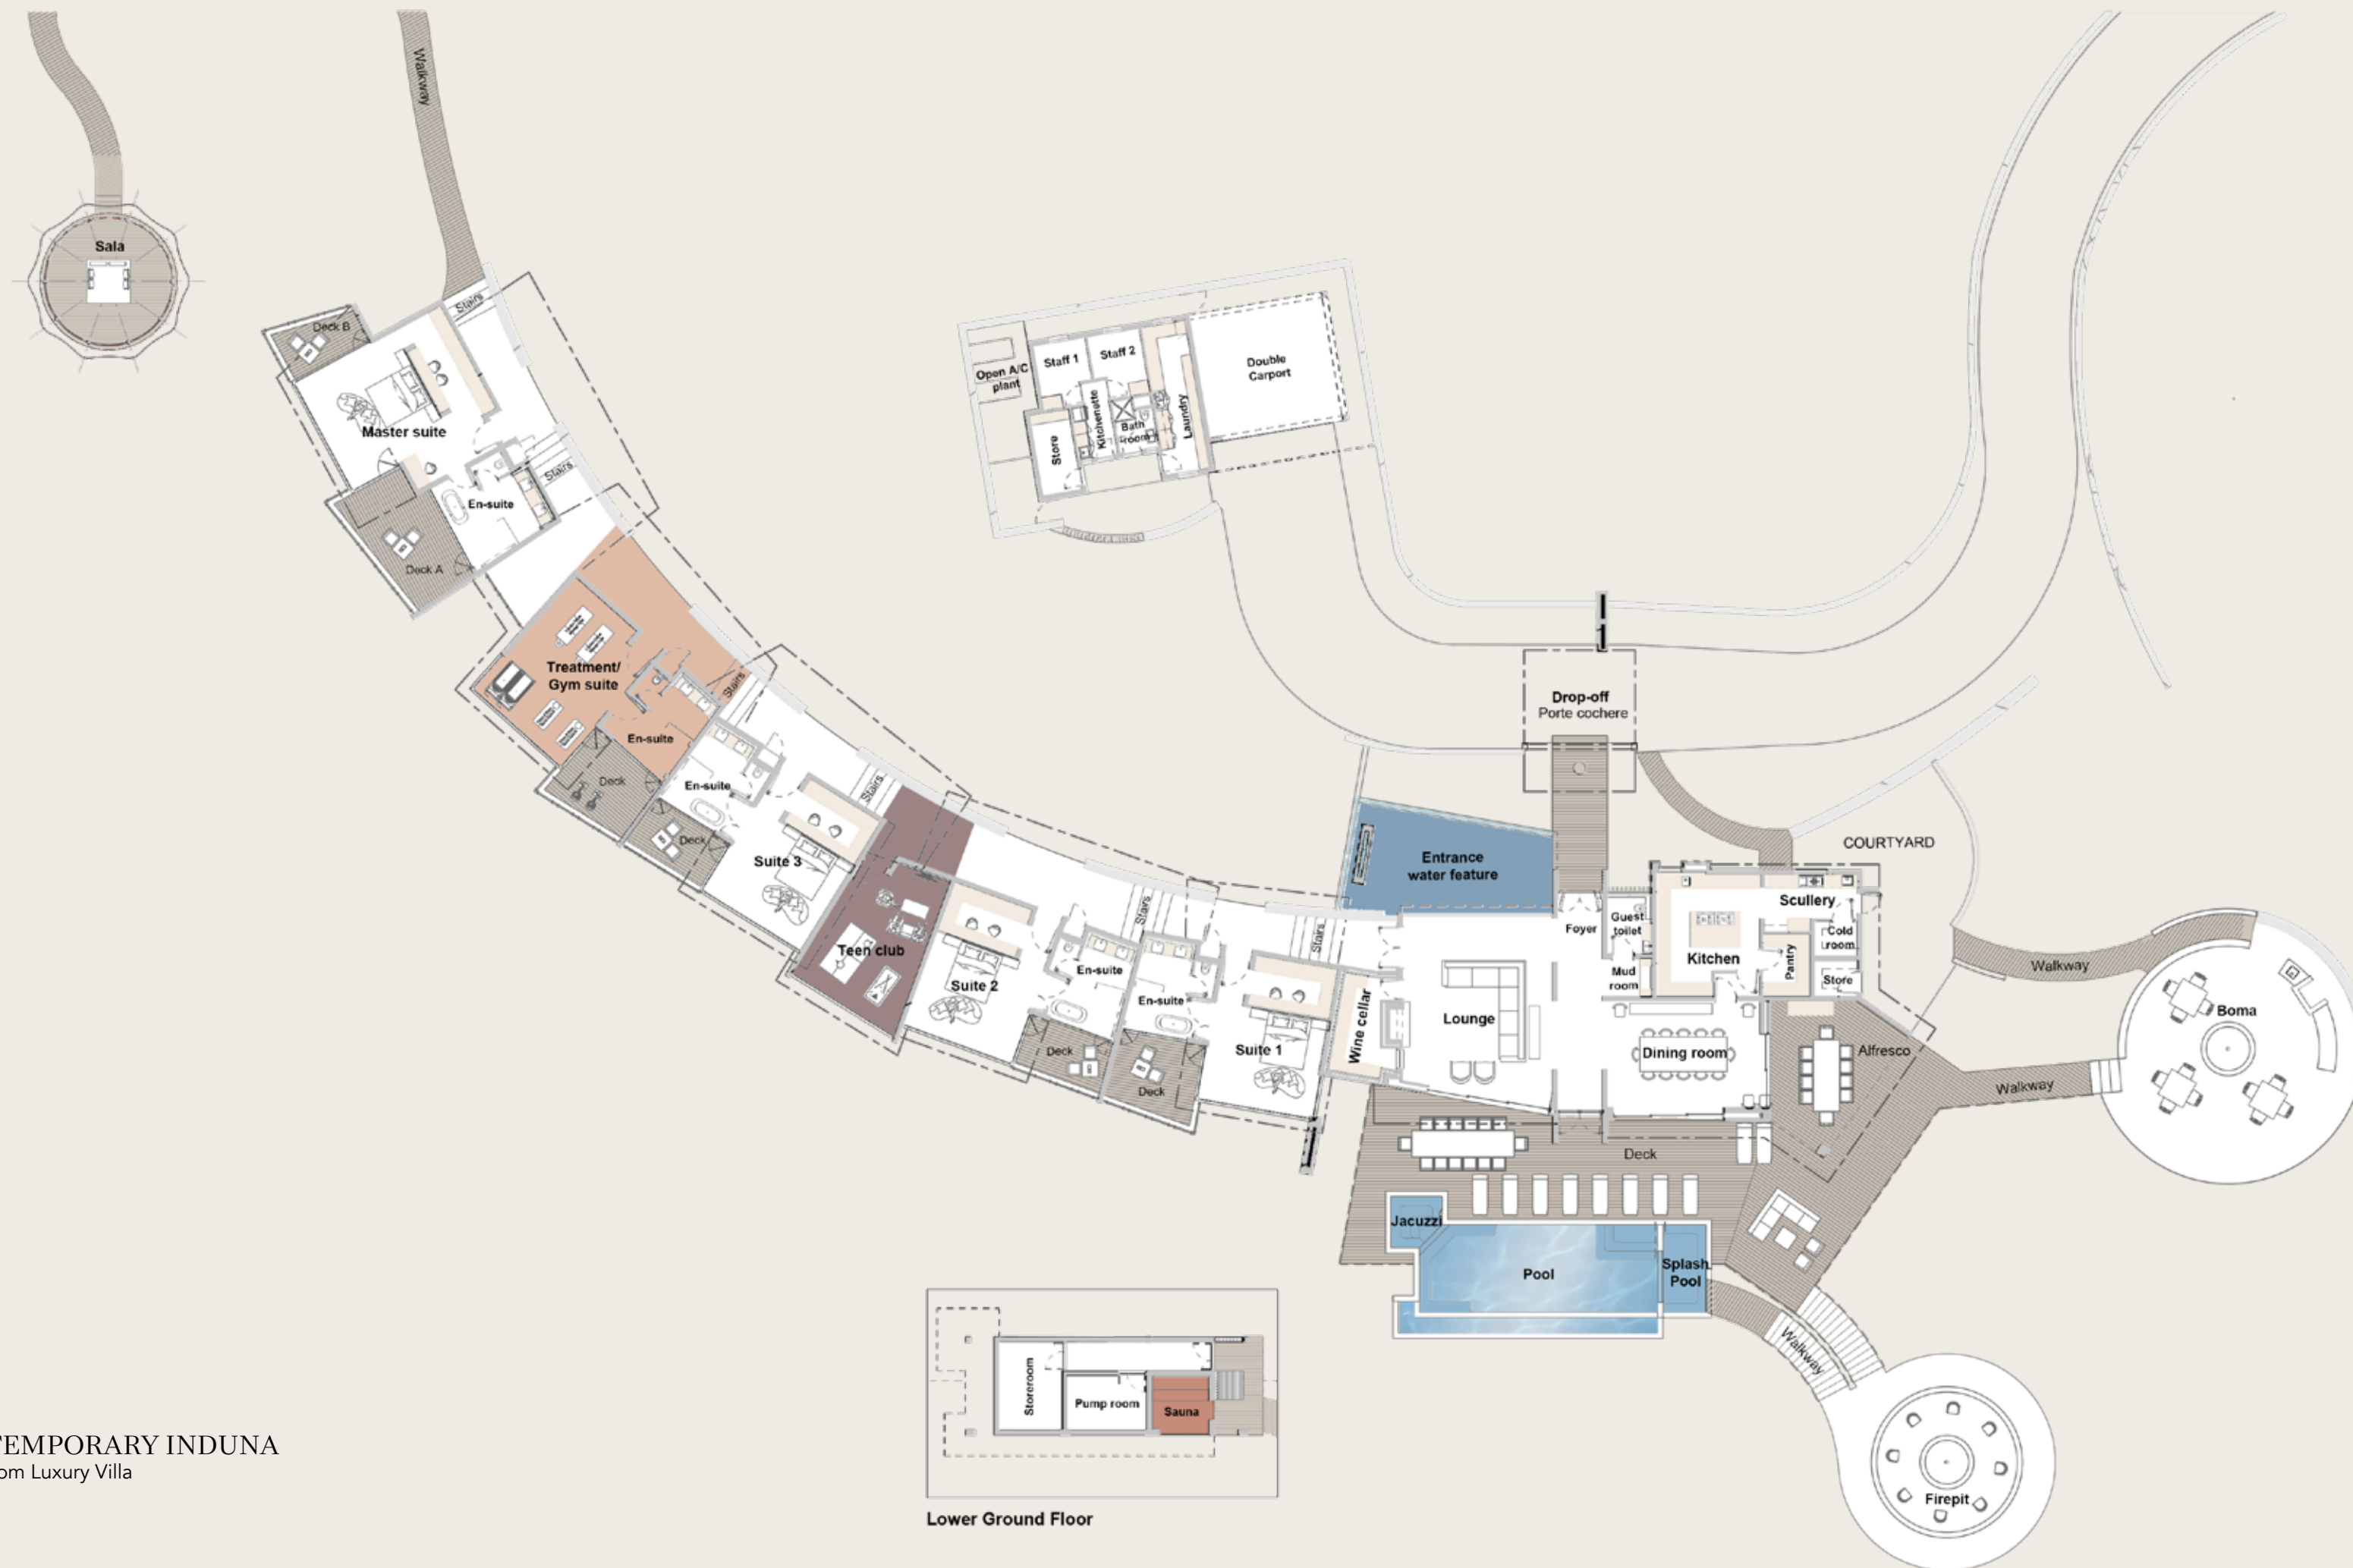 Walkway
Sala
Stairs
Deck B
Master suite
Stairs
En-suite
Deck A
Open A/C
plant
Staff 1
Staff 2
Kitchenette
Bath
room
Laundry
Store
Double
Carport
Treatment/
Gym suite
Stairs
En-suite
Deck
En-suite
Deck
Stairs
Suite 3
Teen club
Suite 2
Stairs
En-suite
Deck
En-suite
Deck
Stairs
Suite 1
Drop-off
Porte cochere
Entrance
water feature
COURTYARD
Foyer
Guest
toilet
Mud
room
Kitchen
Scullery
Cold
room
Pantry
Store
Wine cellar
Lounge
Dining room
Alfresco
Walkway
Walkway
Boma
Deck
Jacuzzi
Pool
Splash
Pool
Walkway
Firepit
Storeroom
Pump room
Sauna
Lower Ground Floor
TEMPORARY INDUNA
om Luxury Villa